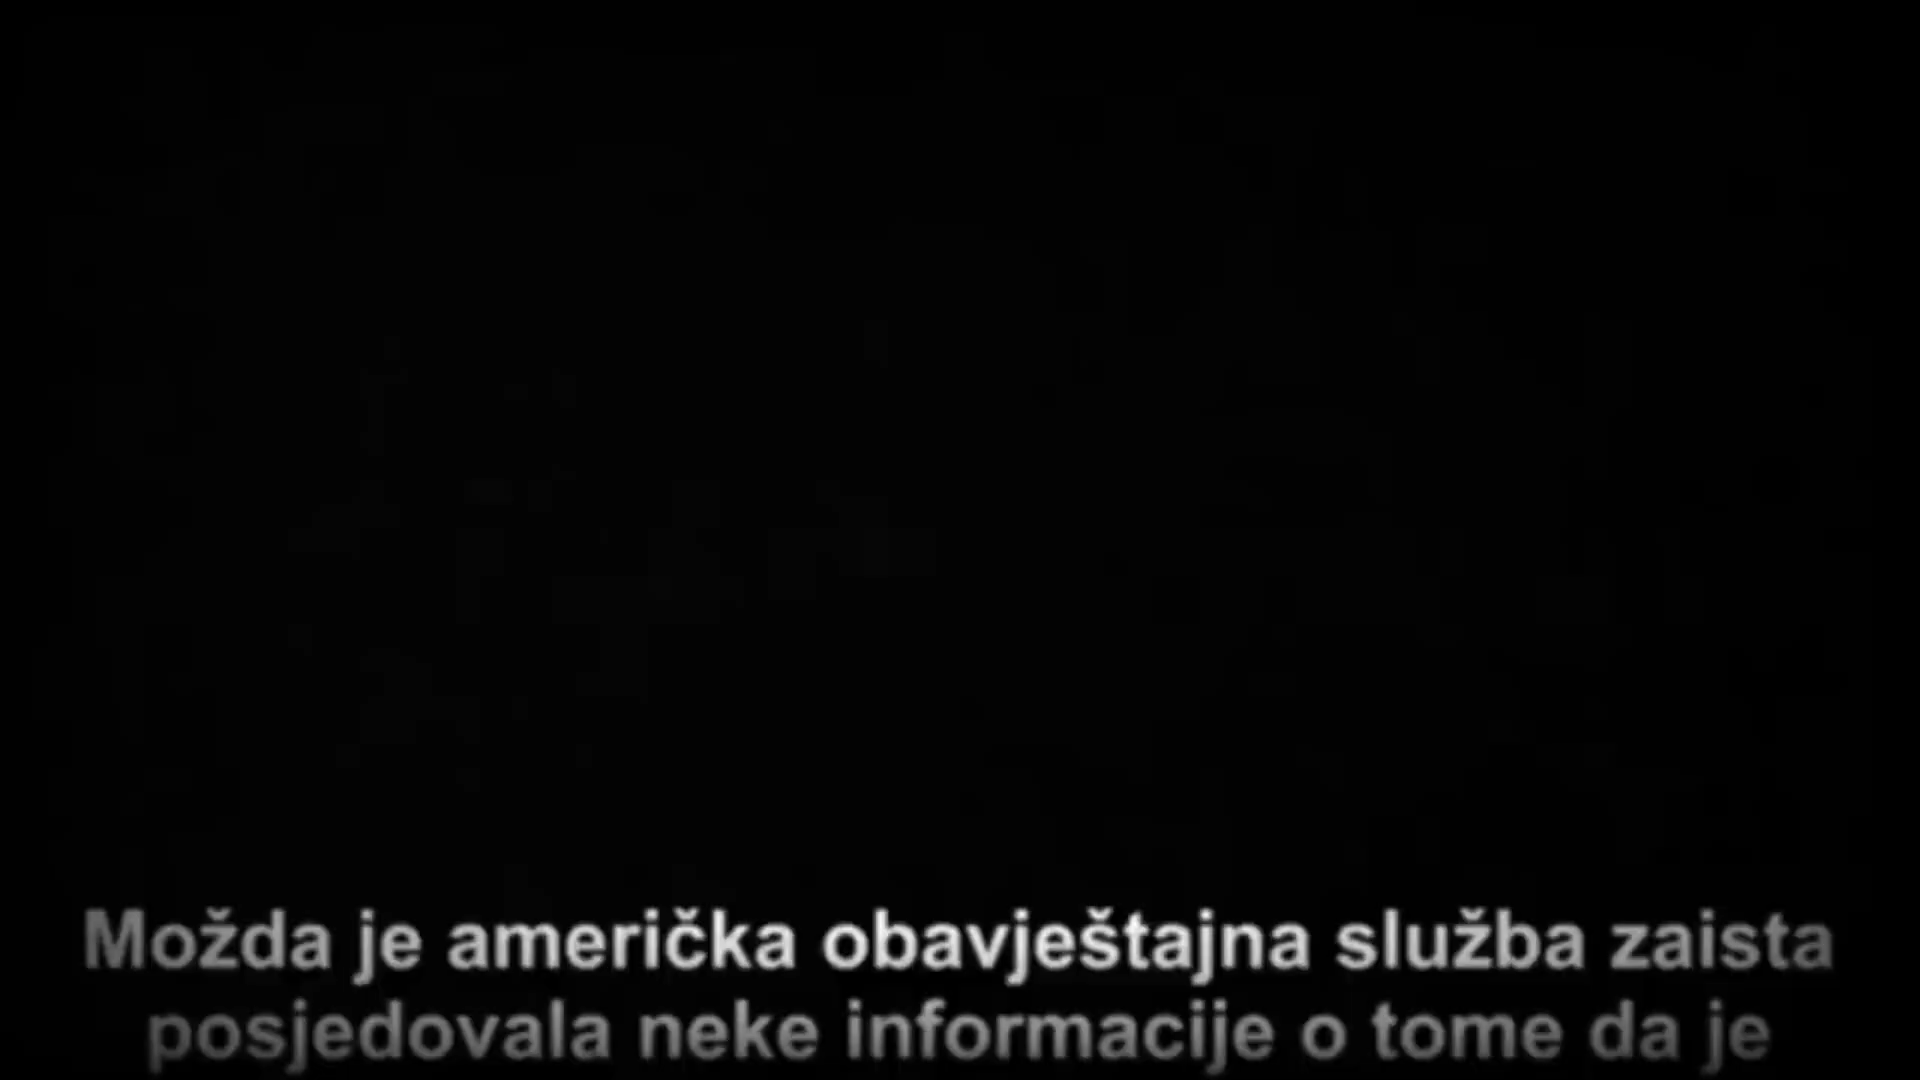 Možda je američka obavještajna služba zaista
posjedovala neke informacije o tome da je